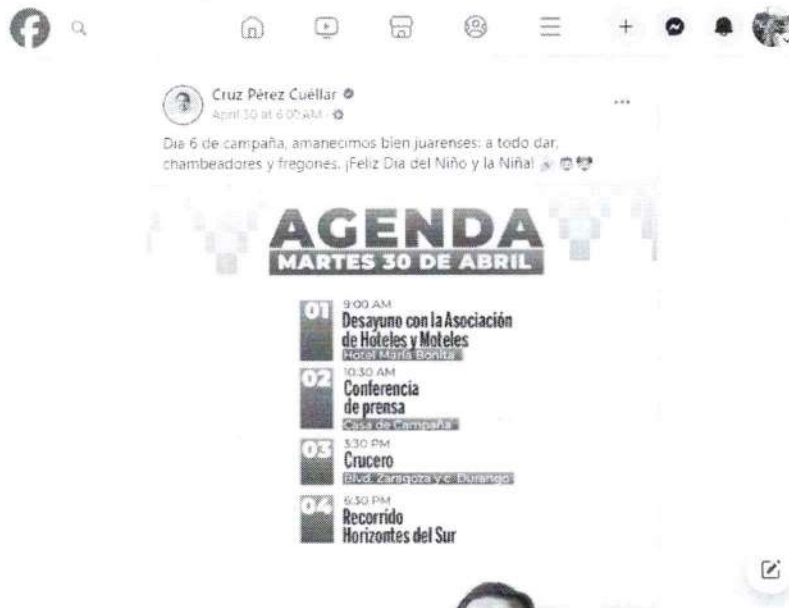 Cruz Pérez Cuéllar
April 30 at 6:00 AM
Dia 6 de campaña, amanecimos bien juarenses: a todo dar,
chambeadores y fregones. ¡Feliz Dia del Niño y la Niña!
AGENDA
MARTES 30 DE ABRIL
01
9:00 AM
Desayuno con la Asociación
de Hoteles y Moteles
Hotel María Bonita
02
10:30 AM
Conferencia
de prensa
Casa de Campaña
03
3:30 PM
Crucero
Blvd. Zaragoza y c. Durango
04
6:30 PM
Recorrido
Horizontes del Sur